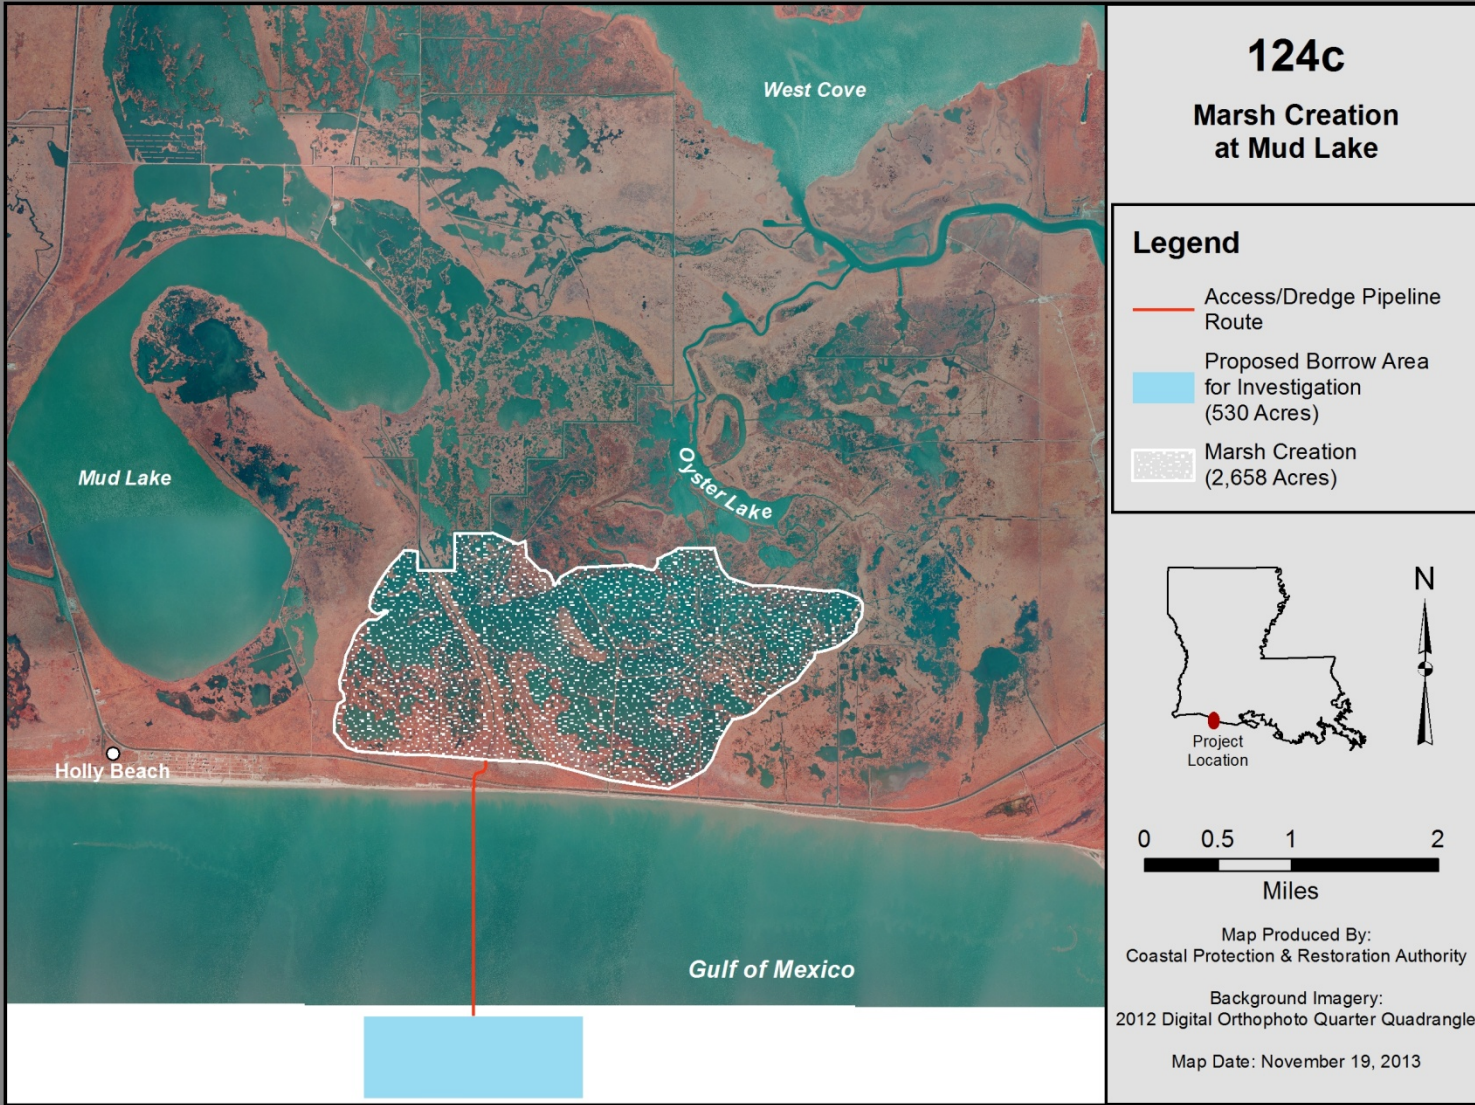 124c
Marsh Creation
at Mud Lake
Legend
Access/Dredge Pipeline
Route
Proposed Borrow Area
for Investigation
(530 Acres)
Marsh Creation
(2,658 Acres)
N
Project
Location
0 0.5 1 2
Miles
Map Produced By:
Coastal Protection & Restoration Authority
Background Imagery:
2012 Digital Orthophoto Quarter Quadrangle
Map Date: November 19, 2013
West Cove
Mud Lake
Oyster Lake
Holly Beach
Gulf of Mexico